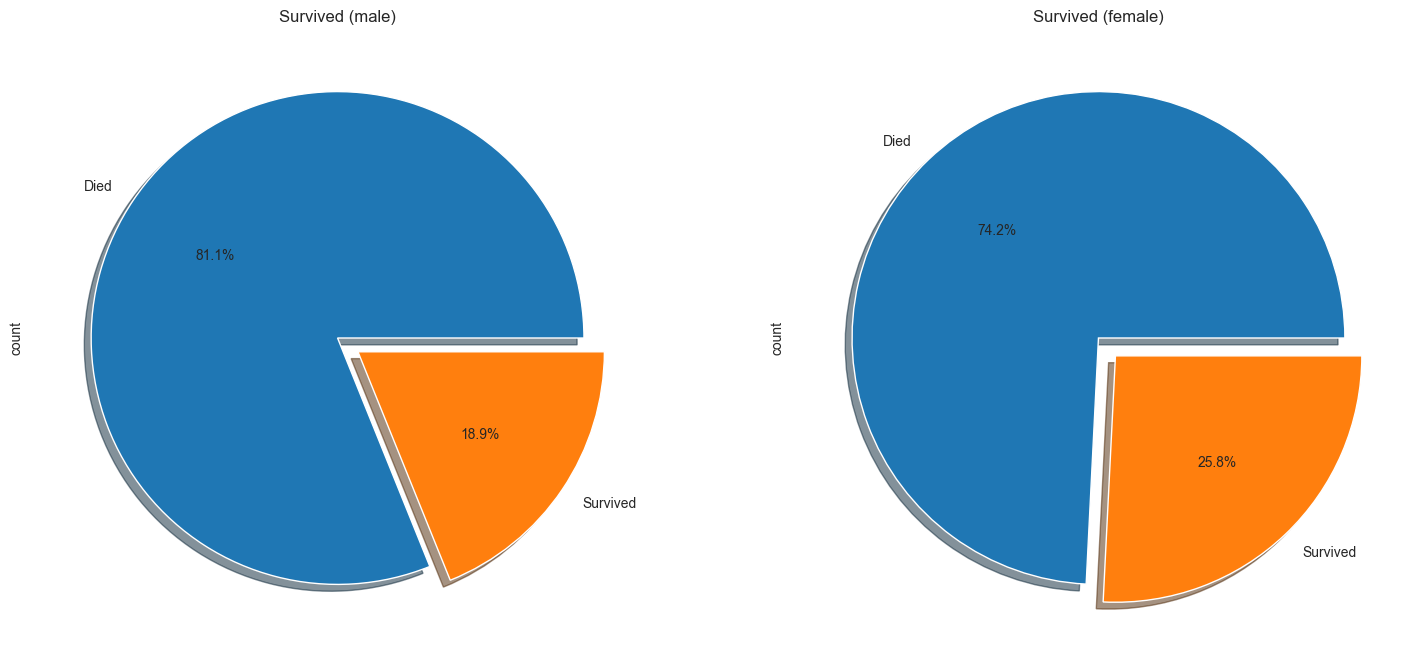 Survived (male)
Died
81.1%
count
18.9%
Survived
Survived (female)
Died
74.2%
count
25.8%
Survived